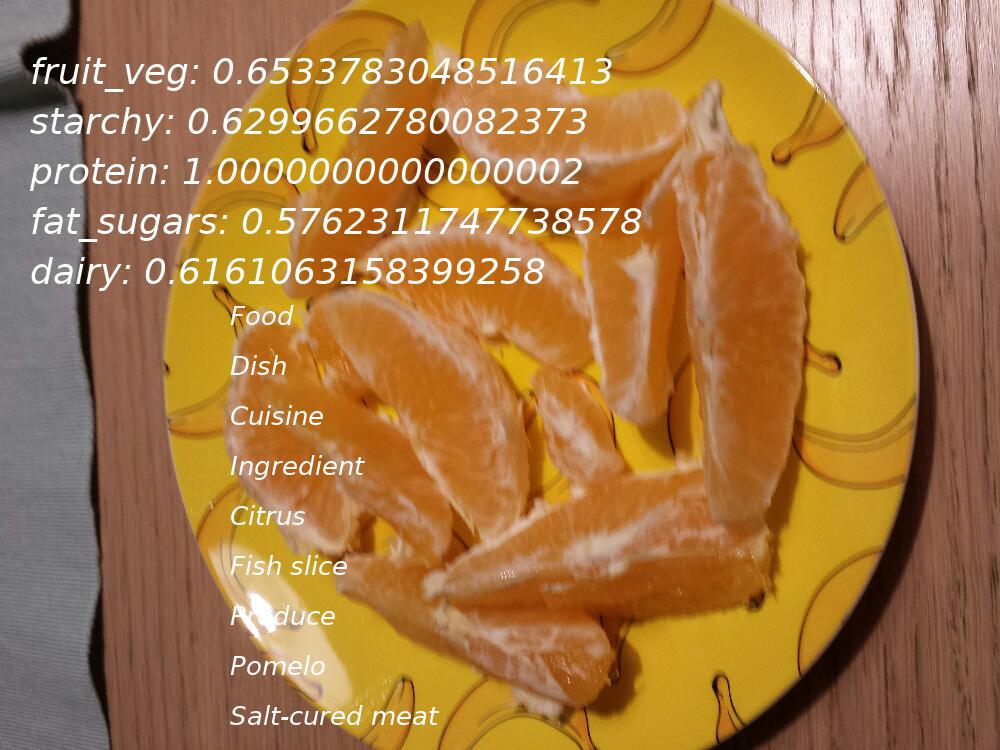 fruit_veg: 0.6533783048516413
starchy: 0.6299662780082373
protein: 1.0000000000000002
fat_sugars: 0.5762311747738578
dairy: 0.6161063158399258
Food
Dish
Cuisine
Ingredient
Citrus
Fish slice
Produce
Pomelo
Salt-cured meat